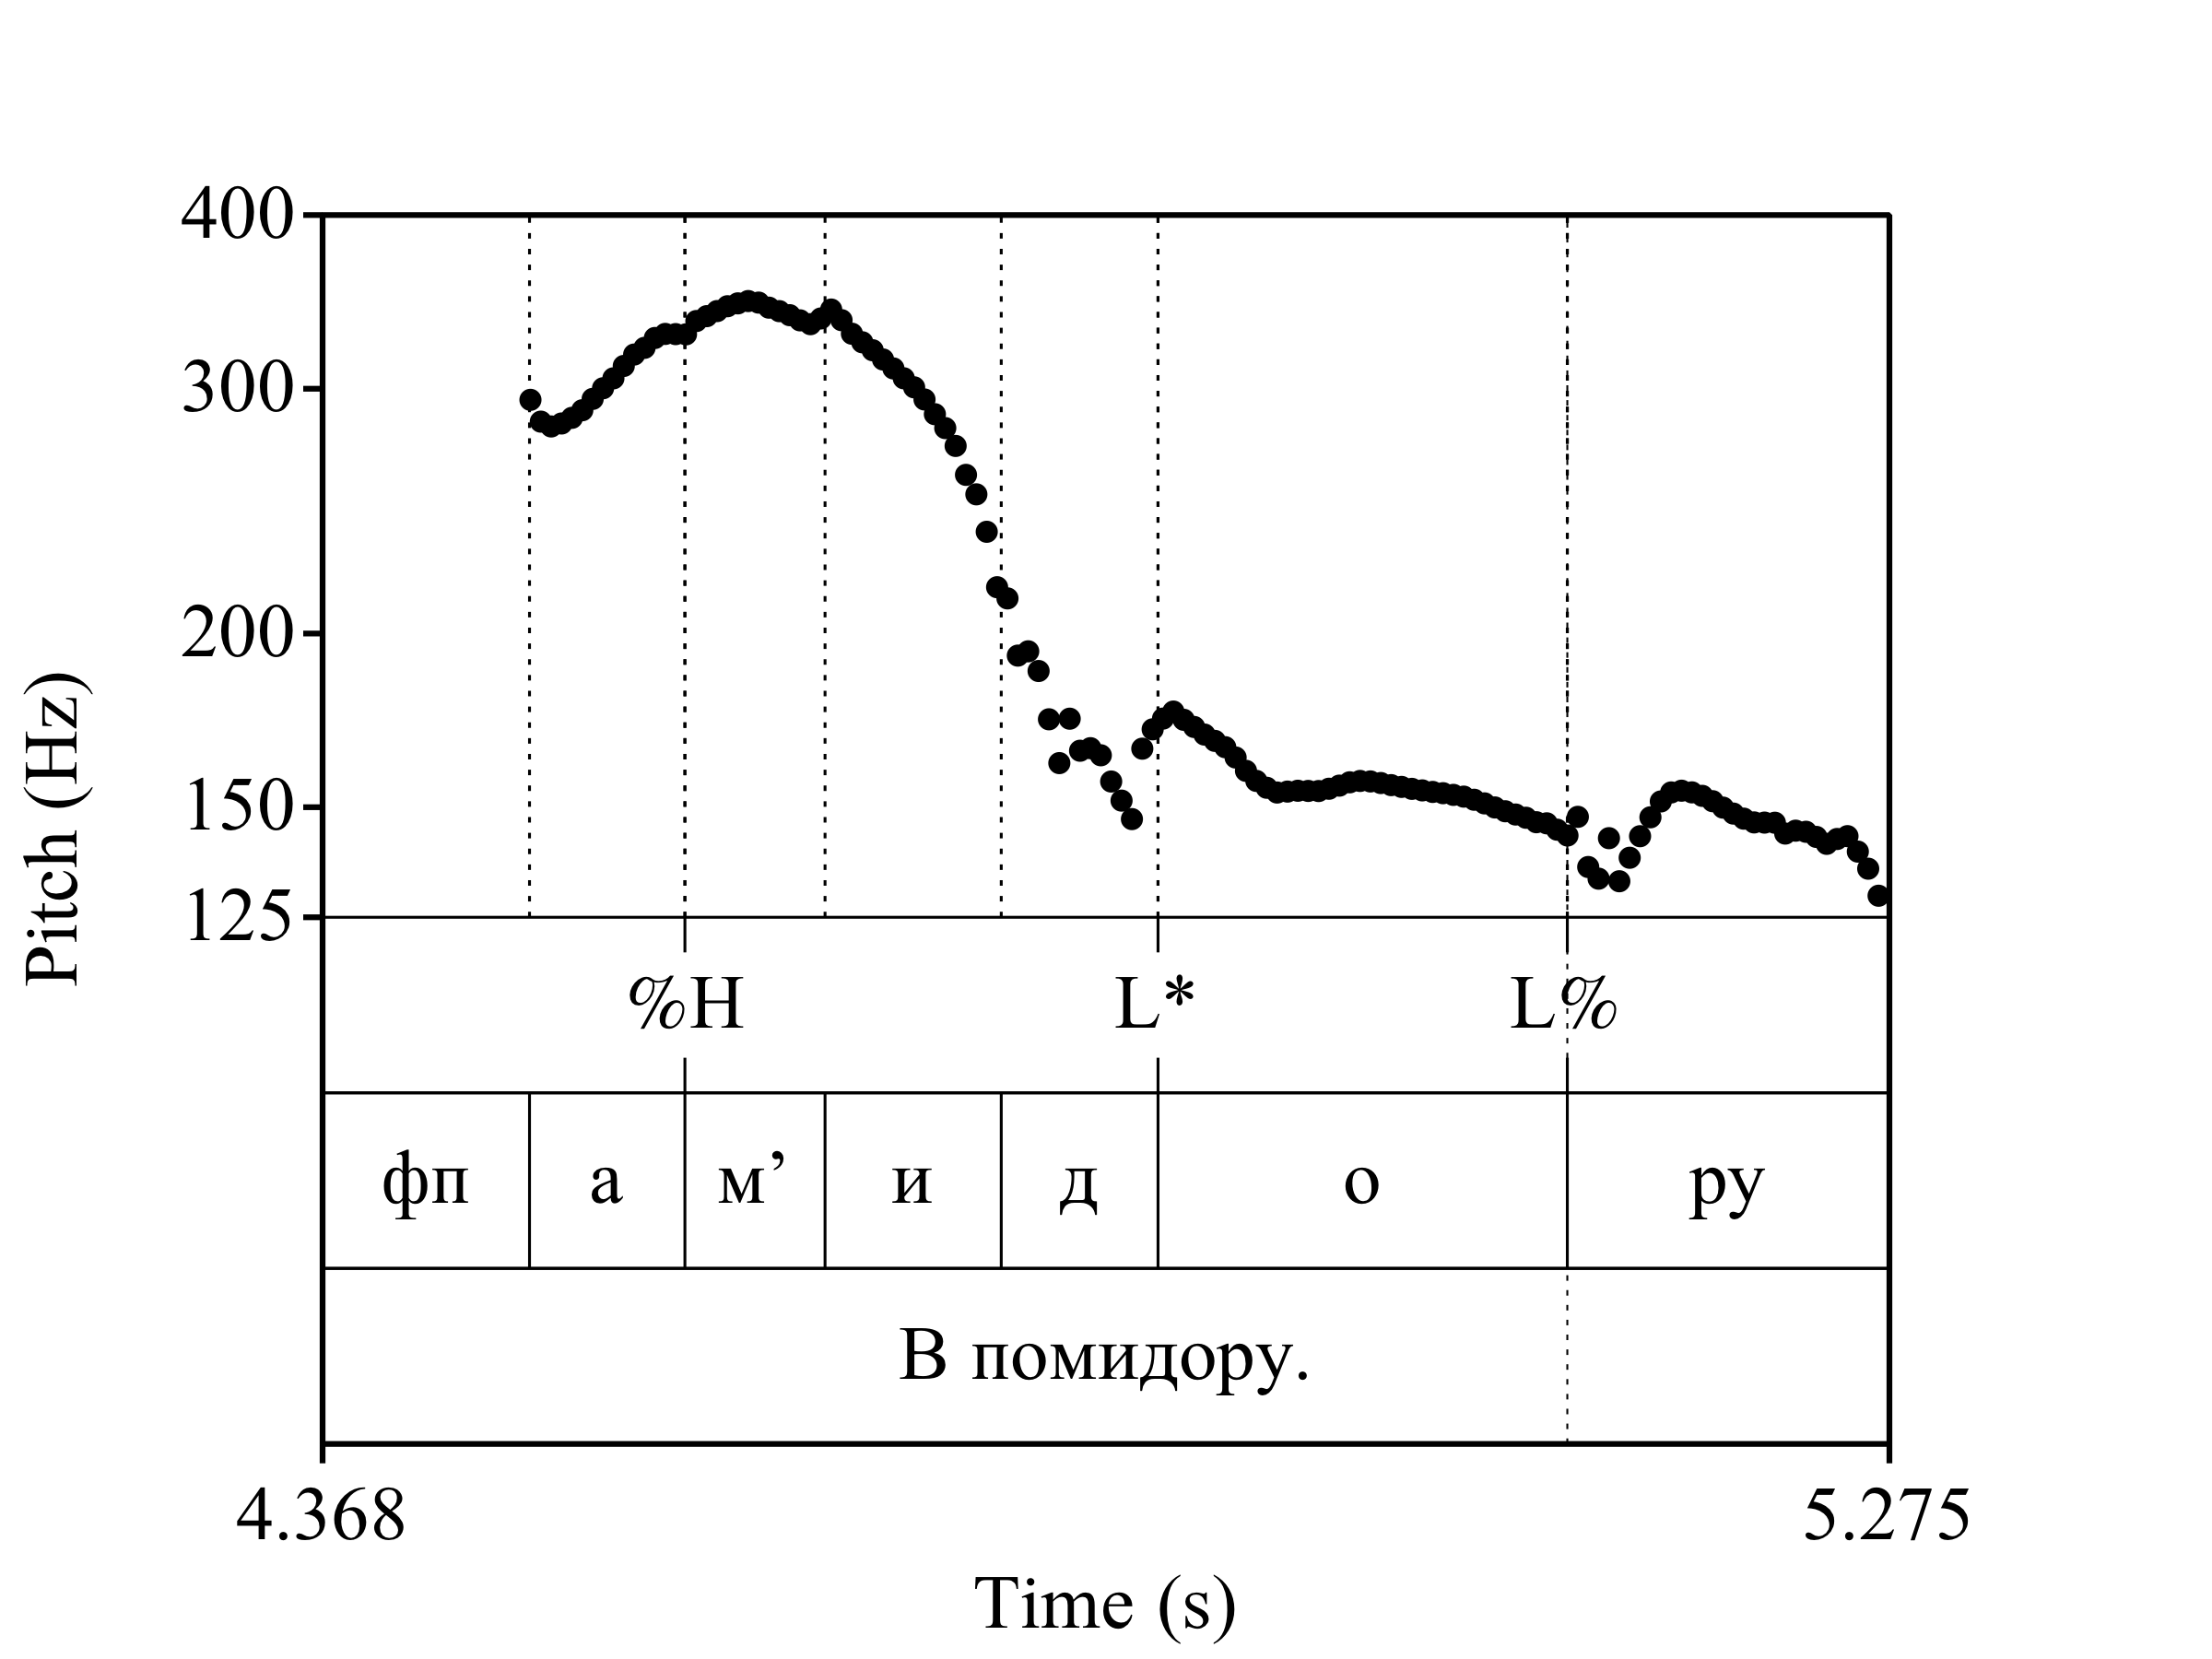 400
300
200
150
125
Pitch (Hz)
%H L* L%
фп а м’ и д о ру
В помидору.
4.368 5.275
Time (s)